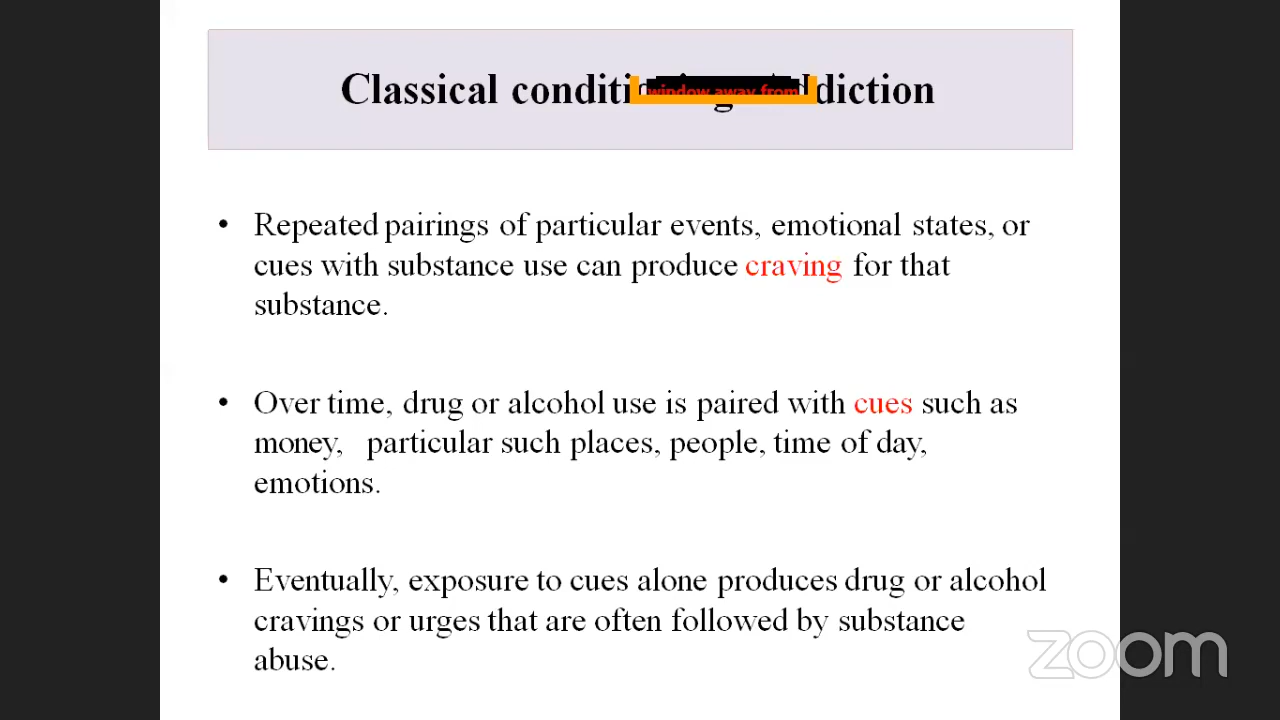 Classical conditi diction
window away from
• Repeated pairings of particular events, emotional states, or
cues with substance use can produce craving for that
substance.
• Over time, drug or alcohol use is paired with cues such as
money, particular such places, people, time of day,
emotions.
• Eventually, exposure to cues alone produces drug or alcohol
cravings or urges that are often followed by substance
abuse.
zoom